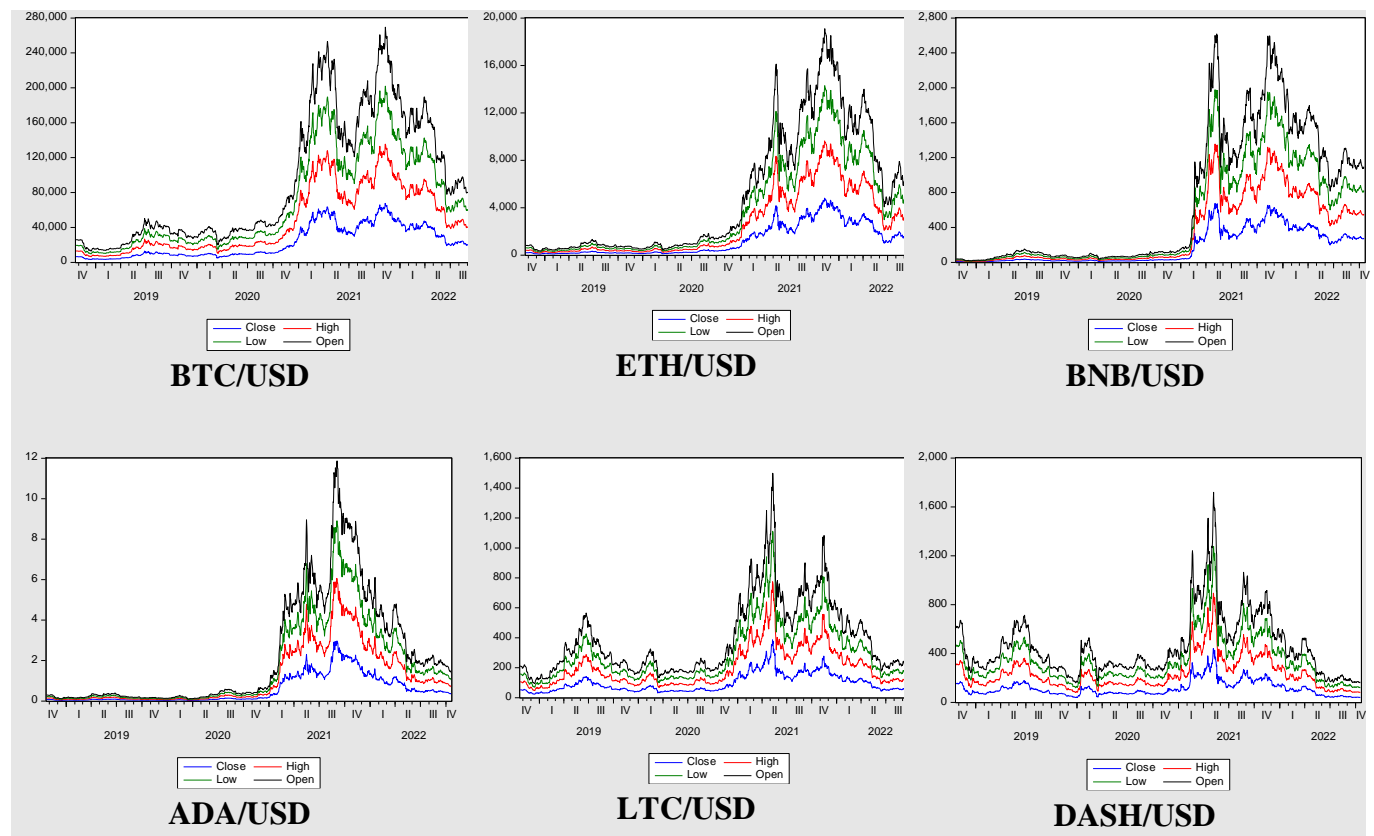 280,000
240,000
200,000
160,000
120,000
80,000
40,000
0
IV I II III IV I II III IV I II III IV I II III
2019 2020 2021 2022
Close High
Low Open
BTC/USD
20,000
16,000
12,000
8,000
4,000
0
IV I II III IV I II III IV I II III IV I II III
2019 2020 2021 2022
Close High
Low Open
ETH/USD
2,800
2,400
2,000
1,600
1,200
800
400
0
IV I II III IV I II III IV I II III IV I II III IV
2019 2020 2021 2022
Close High
Low Open
BNB/USD
12
10
8
6
4
2
0
IV I II III IV I II III IV I II III IV I II III IV
2019 2020 2021 2022
Close High
Low Open
ADA/USD
1,600
1,400
1,200
1,000
800
600
400
200
0
IV I II III IV I II III IV I II III IV I II III
2019 2020 2021 2022
Close High
Low Open
LTC/USD
2,000
1,600
1,200
800
400
0
IV I II III IV I II III IV I II III IV I II III IV
2019 2020 2021 2022
Close High
Low Open
DASH/USD